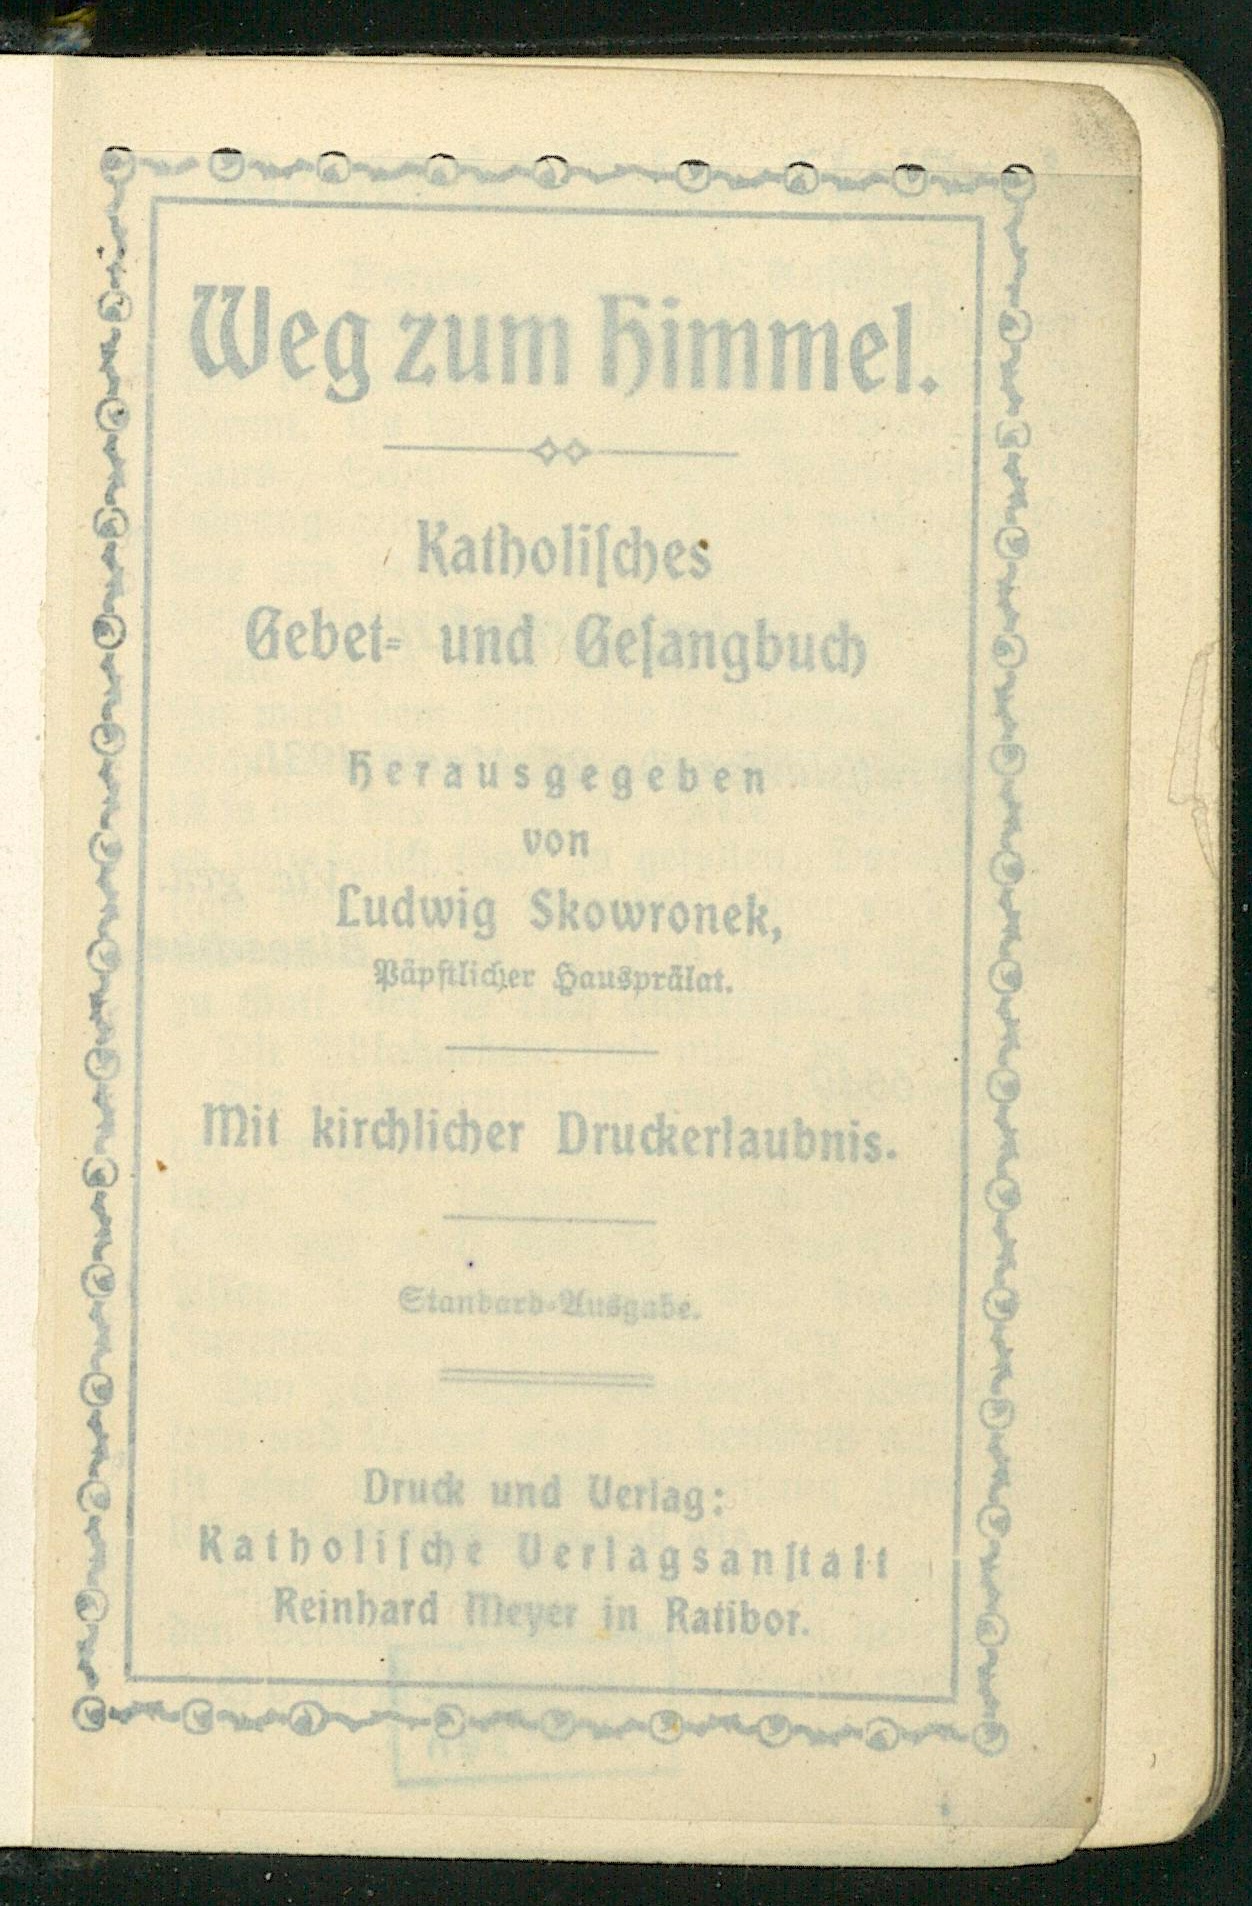 Weg zum Himmel.
Katholiſches
Gebet= und Geſangbuch
Herausgegeben
von
Ludwig Skowronek,
Päpſtlicher Hausprälat.
Mit kirchlicher Druckerlaubnis.
Standard=Ausgabe.
Druck und Verlag:
Katholiſche Verlagsanſtalt
Reinhard Meyer in Ratibor.